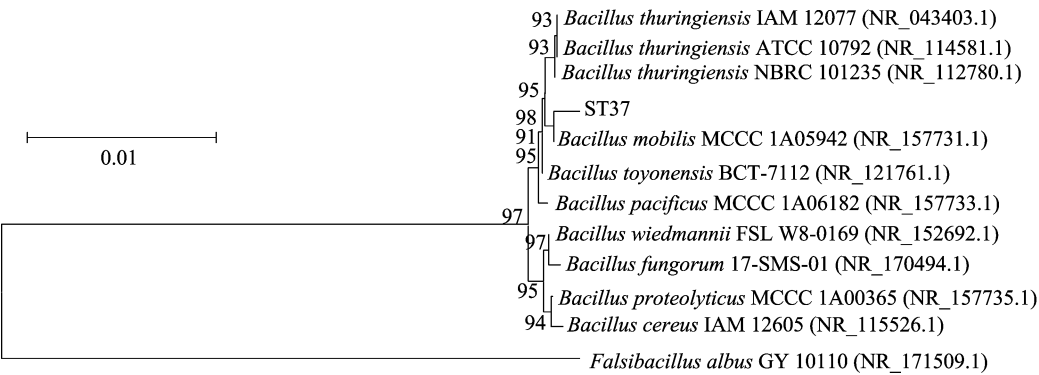 93 Bacillus thuringiensis IAM 12077 (NR_043403.1)
93 Bacillus thuringiensis ATCC 10792 (NR_114581.1)
Bacillus thuringiensis NBRC 101235 (NR_112780.1)
95
98 ST37
91 Bacillus mobilis MCCC 1A05942 (NR_157731.1)
0.01
95
Bacillus toyonensis BCT-7112 (NR_121761.1)
Bacillus pacificus MCCC 1A06182 (NR_157733.1)
97
97 Bacillus wiedmannii FSL W8-0169 (NR_152692.1)
Bacillus fungorum 17-SMS-01 (NR_170494.1)
95
Bacillus proteolyticus MCCC 1A00365 (NR_157735.1)
94 Bacillus cereus IAM 12605 (NR_115526.1)
Falsibacillus albus GY 10110 (NR_171509.1)